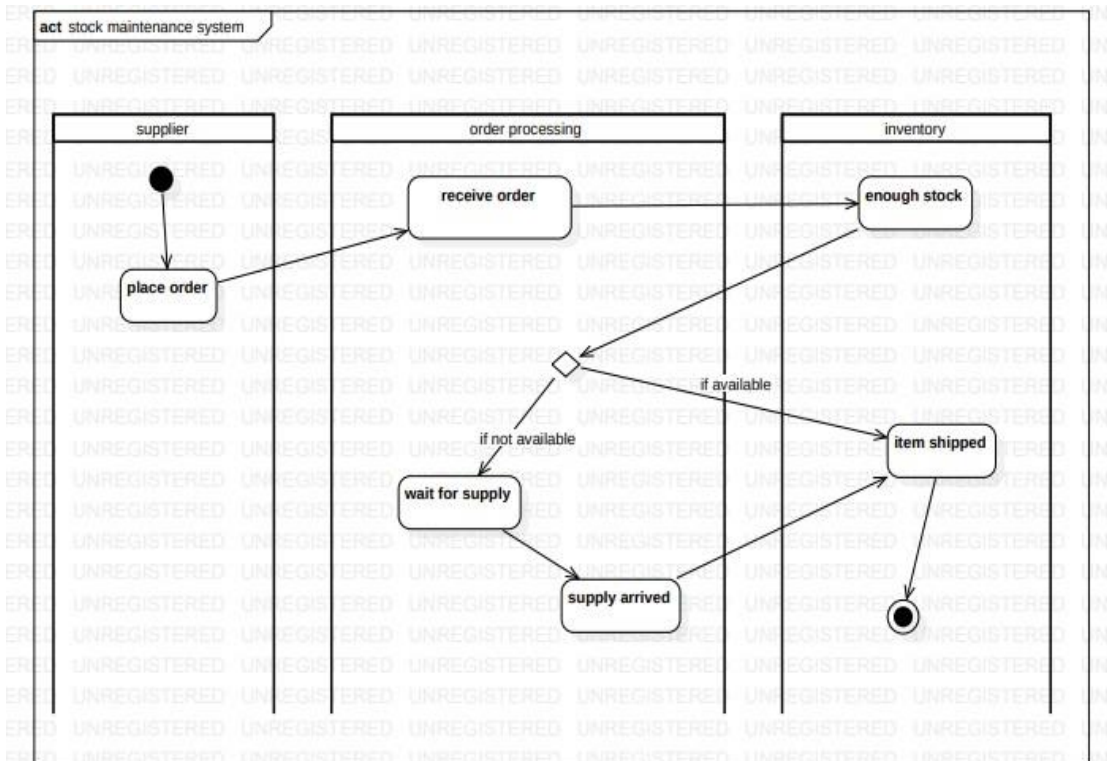 act stock maintenance system
supplier
order processing
inventory
receive order
enough stock
place order
if available
if not available
item shipped
wait for supply
supply arrived
UNREGISTERED